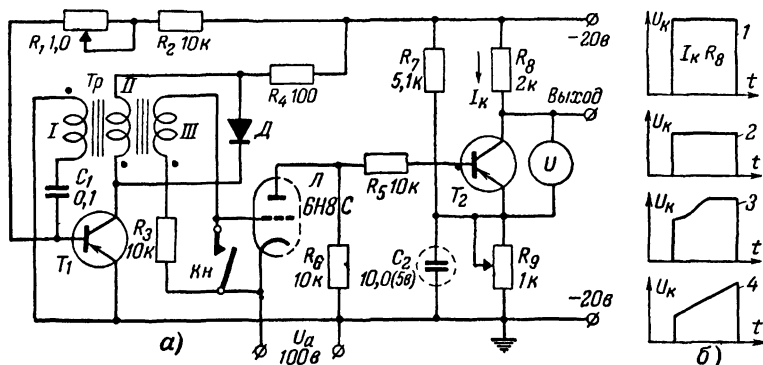 R₁ 1,0
R₂ 10к
Тр
I
II
III
R₄ 100
Д
C₁
0,1
T₁
R₃
10к
Кн
Л
6Н8С
R₆
10к
Uа
100в
R₅ 10к
R₇
5,1к
R₈
2к
Iк
-20в
Выход
U
T₂
C₂
10,0(5в)
R₉
1к
-20в
а)
Uк
Iк R₈
1
t
Uк
2
t
Uк
3
t
Uк
4
t
б)